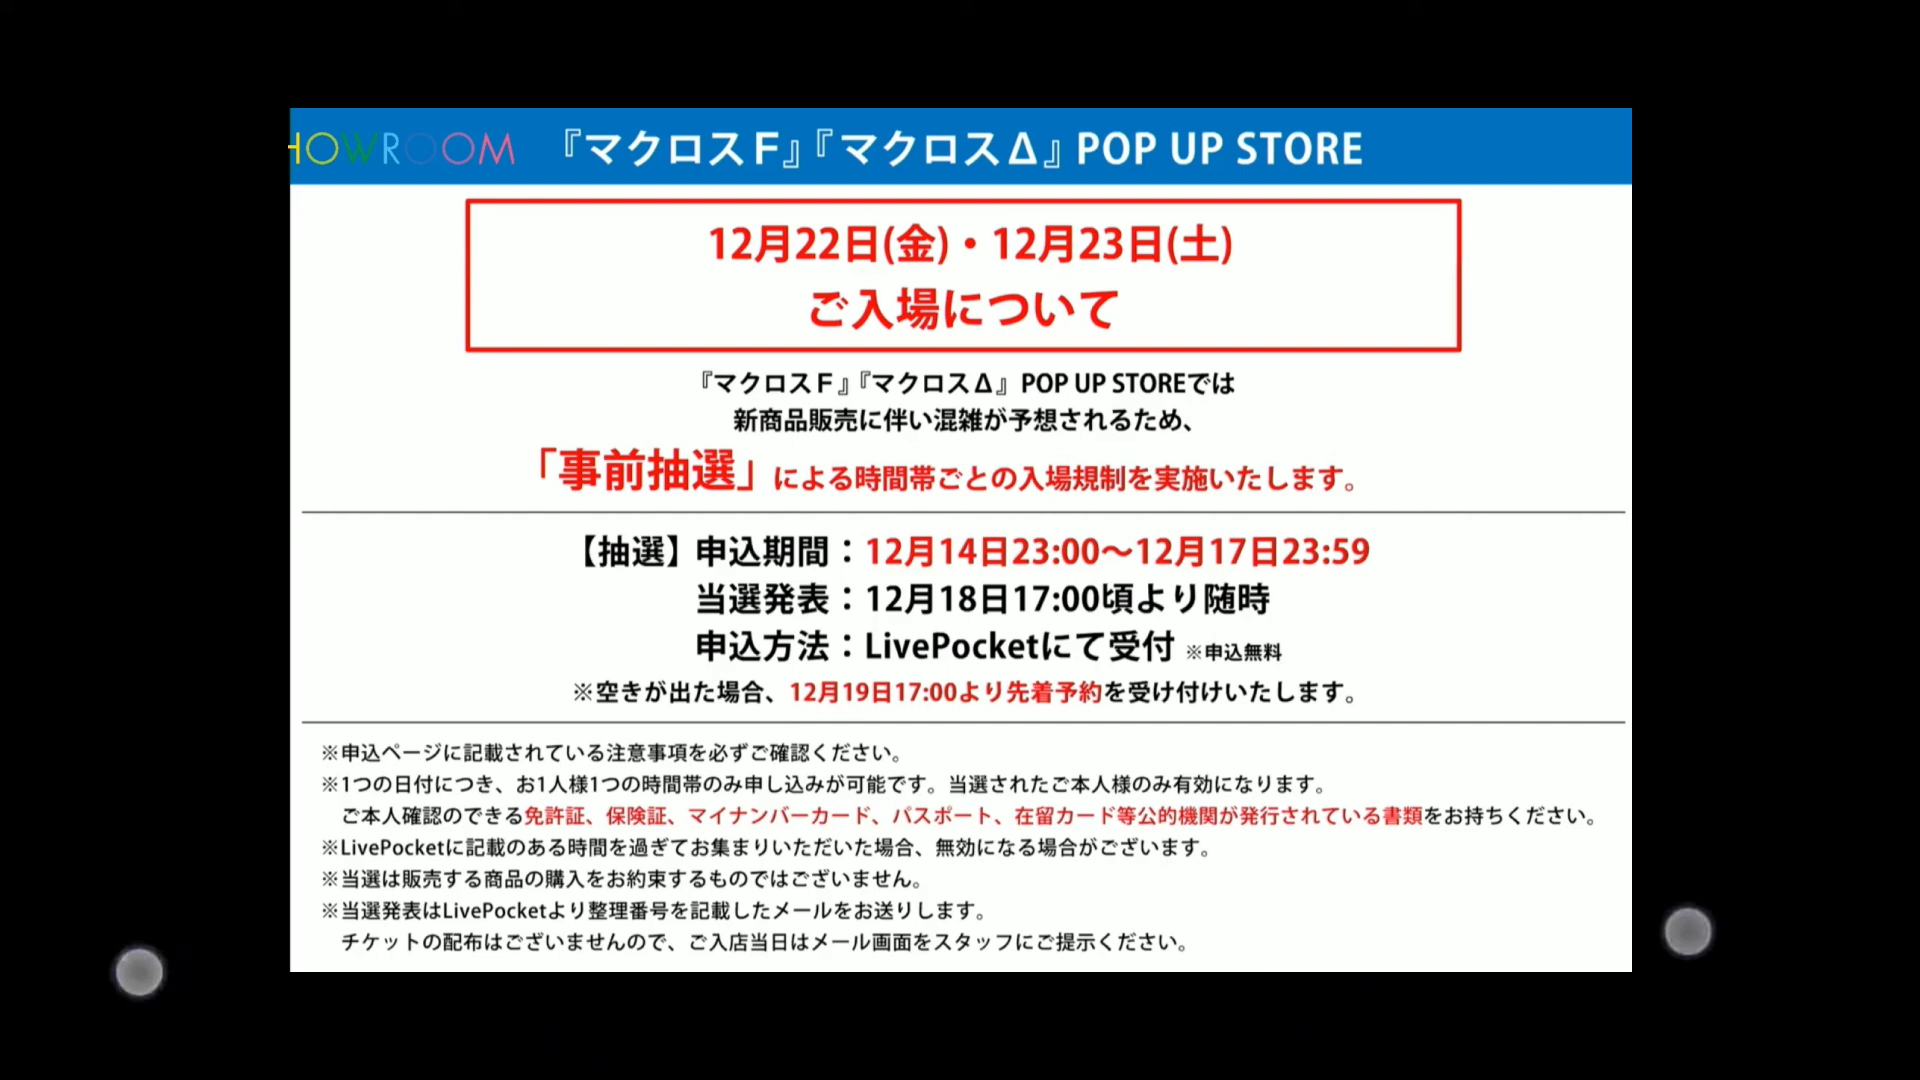 HOWROOM 『マクロスF』『マクロスΔ』 POP UP STORE
12月22日(金)・12月23日(土)
ご入場について
『マクロスF』『マクロスΔ』 POP UP STOREでは
新商品販売に伴い混雑が予想されるため、
「事前抽選」による時間帯ごとの入場規制を実施いたします。
【抽選】申込期間：12月14日23:00～12月17日23:59
当選発表：12月18日17:00頃より随時
申込方法：LivePocketにて受付 ※申込無料
※空きが出た場合、12月19日17:00より先着予約を受け付けいたします。
※申込ページに記載されている注意事項を必ずご確認ください。
※1つの日付につき、お1人様1つの時間帯のみ申し込みが可能です。当選されたご本人様のみ有効になります。
ご本人確認のできる免許証、保険証、マイナンバーカード、パスポート、在留カード等公的機関が発行されている書類をお持ちください。
※LivePocketに記載のある時間を過ぎてお集まりいただいた場合、無効になる場合がございます。
※当選は販売する商品の購入をお約束するものではございません。
※当選発表はLivePocketより整理番号を記載したメールをお送りします。
チケットの配布はございませんので、ご入店当日はメール画面をスタッフにご提示ください。